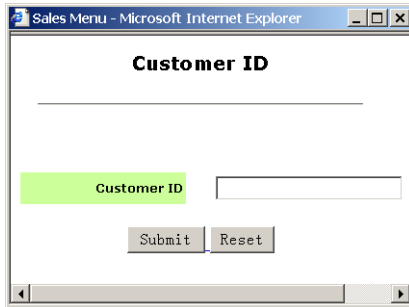 Sales Menu - Microsoft Internet Explorer
Customer ID
Customer ID
Submit Reset